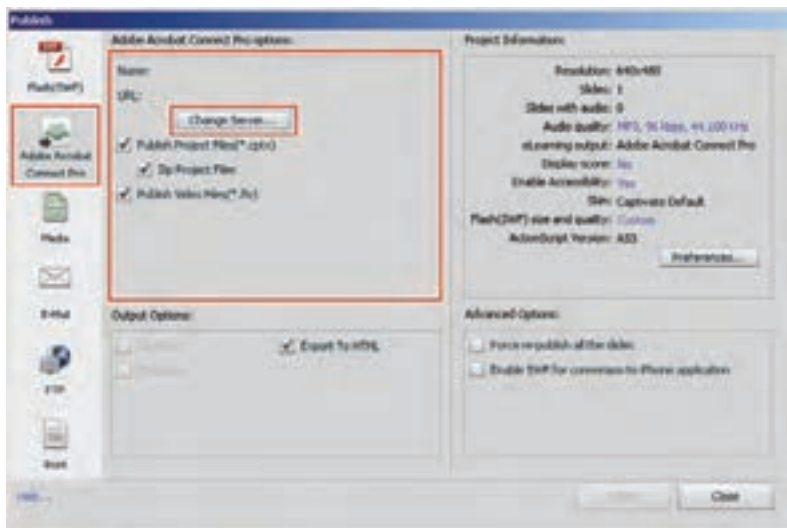 Publish
Flash(SWF)
Adobe Acrobat
Connect Pro
Media
E-Mail
FTP
Print
Adobe Acrobat Connect Pro options:
Name:
URL:
Change Server...
Publish Project Files(*.cptx)
Zip Project Files
Publish Video Files(*.flv)
Output Options:
Export To HTML
Project Information:
Resolution: 640x480
Slides: 1
Slides with audio: 0
Audio quality: MP3, 96 kbps, 44.100 kHz
eLearning output: Adobe Acrobat Connect Pro
Display score: No
Enable Accessibility: Yes
Skin: Captivate Default
Flash(SWF) size and quality: Custom
ActionScript Version: AS3
Preferences...
Advanced Options:
Force re-publish all the slides
Enable SWF for conversion to iPhone application
Help...
Close